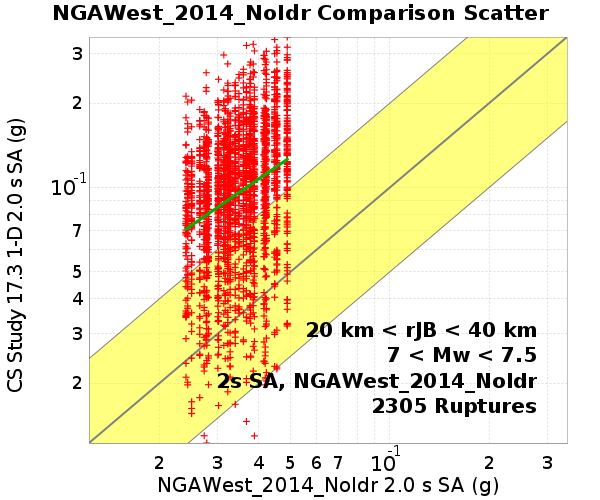 NGAWest_2014_NoIdr Comparison Scatter
CS Study 17.3 1-D 2.0 s SA (g)
3
2
10-1
7
5
4
3
2
20 km < rJB < 40 km
7 < Mw < 7.5
2s SA, NGAWest_2014_NoIdr
2305 Ruptures
2 3 4 5 6 7 10-1 2 3
NGAWest_2014_NoIdr 2.0 s SA (g)